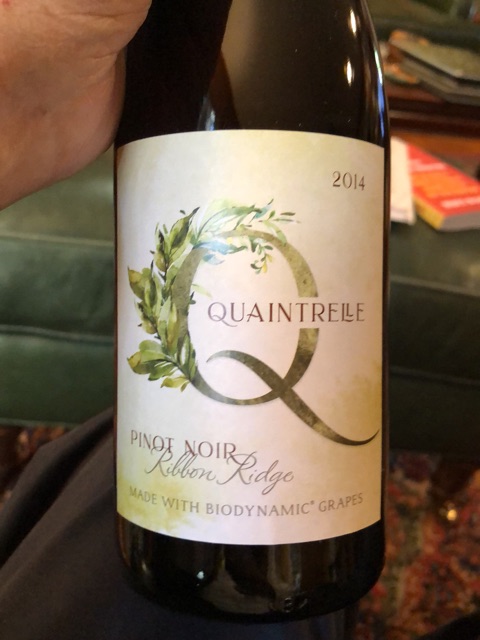 2014
Q
QUAINTRELLE
PINOT NOIR
Ribbon Ridge
MADE WITH BIODYNAMIC® GRAPES